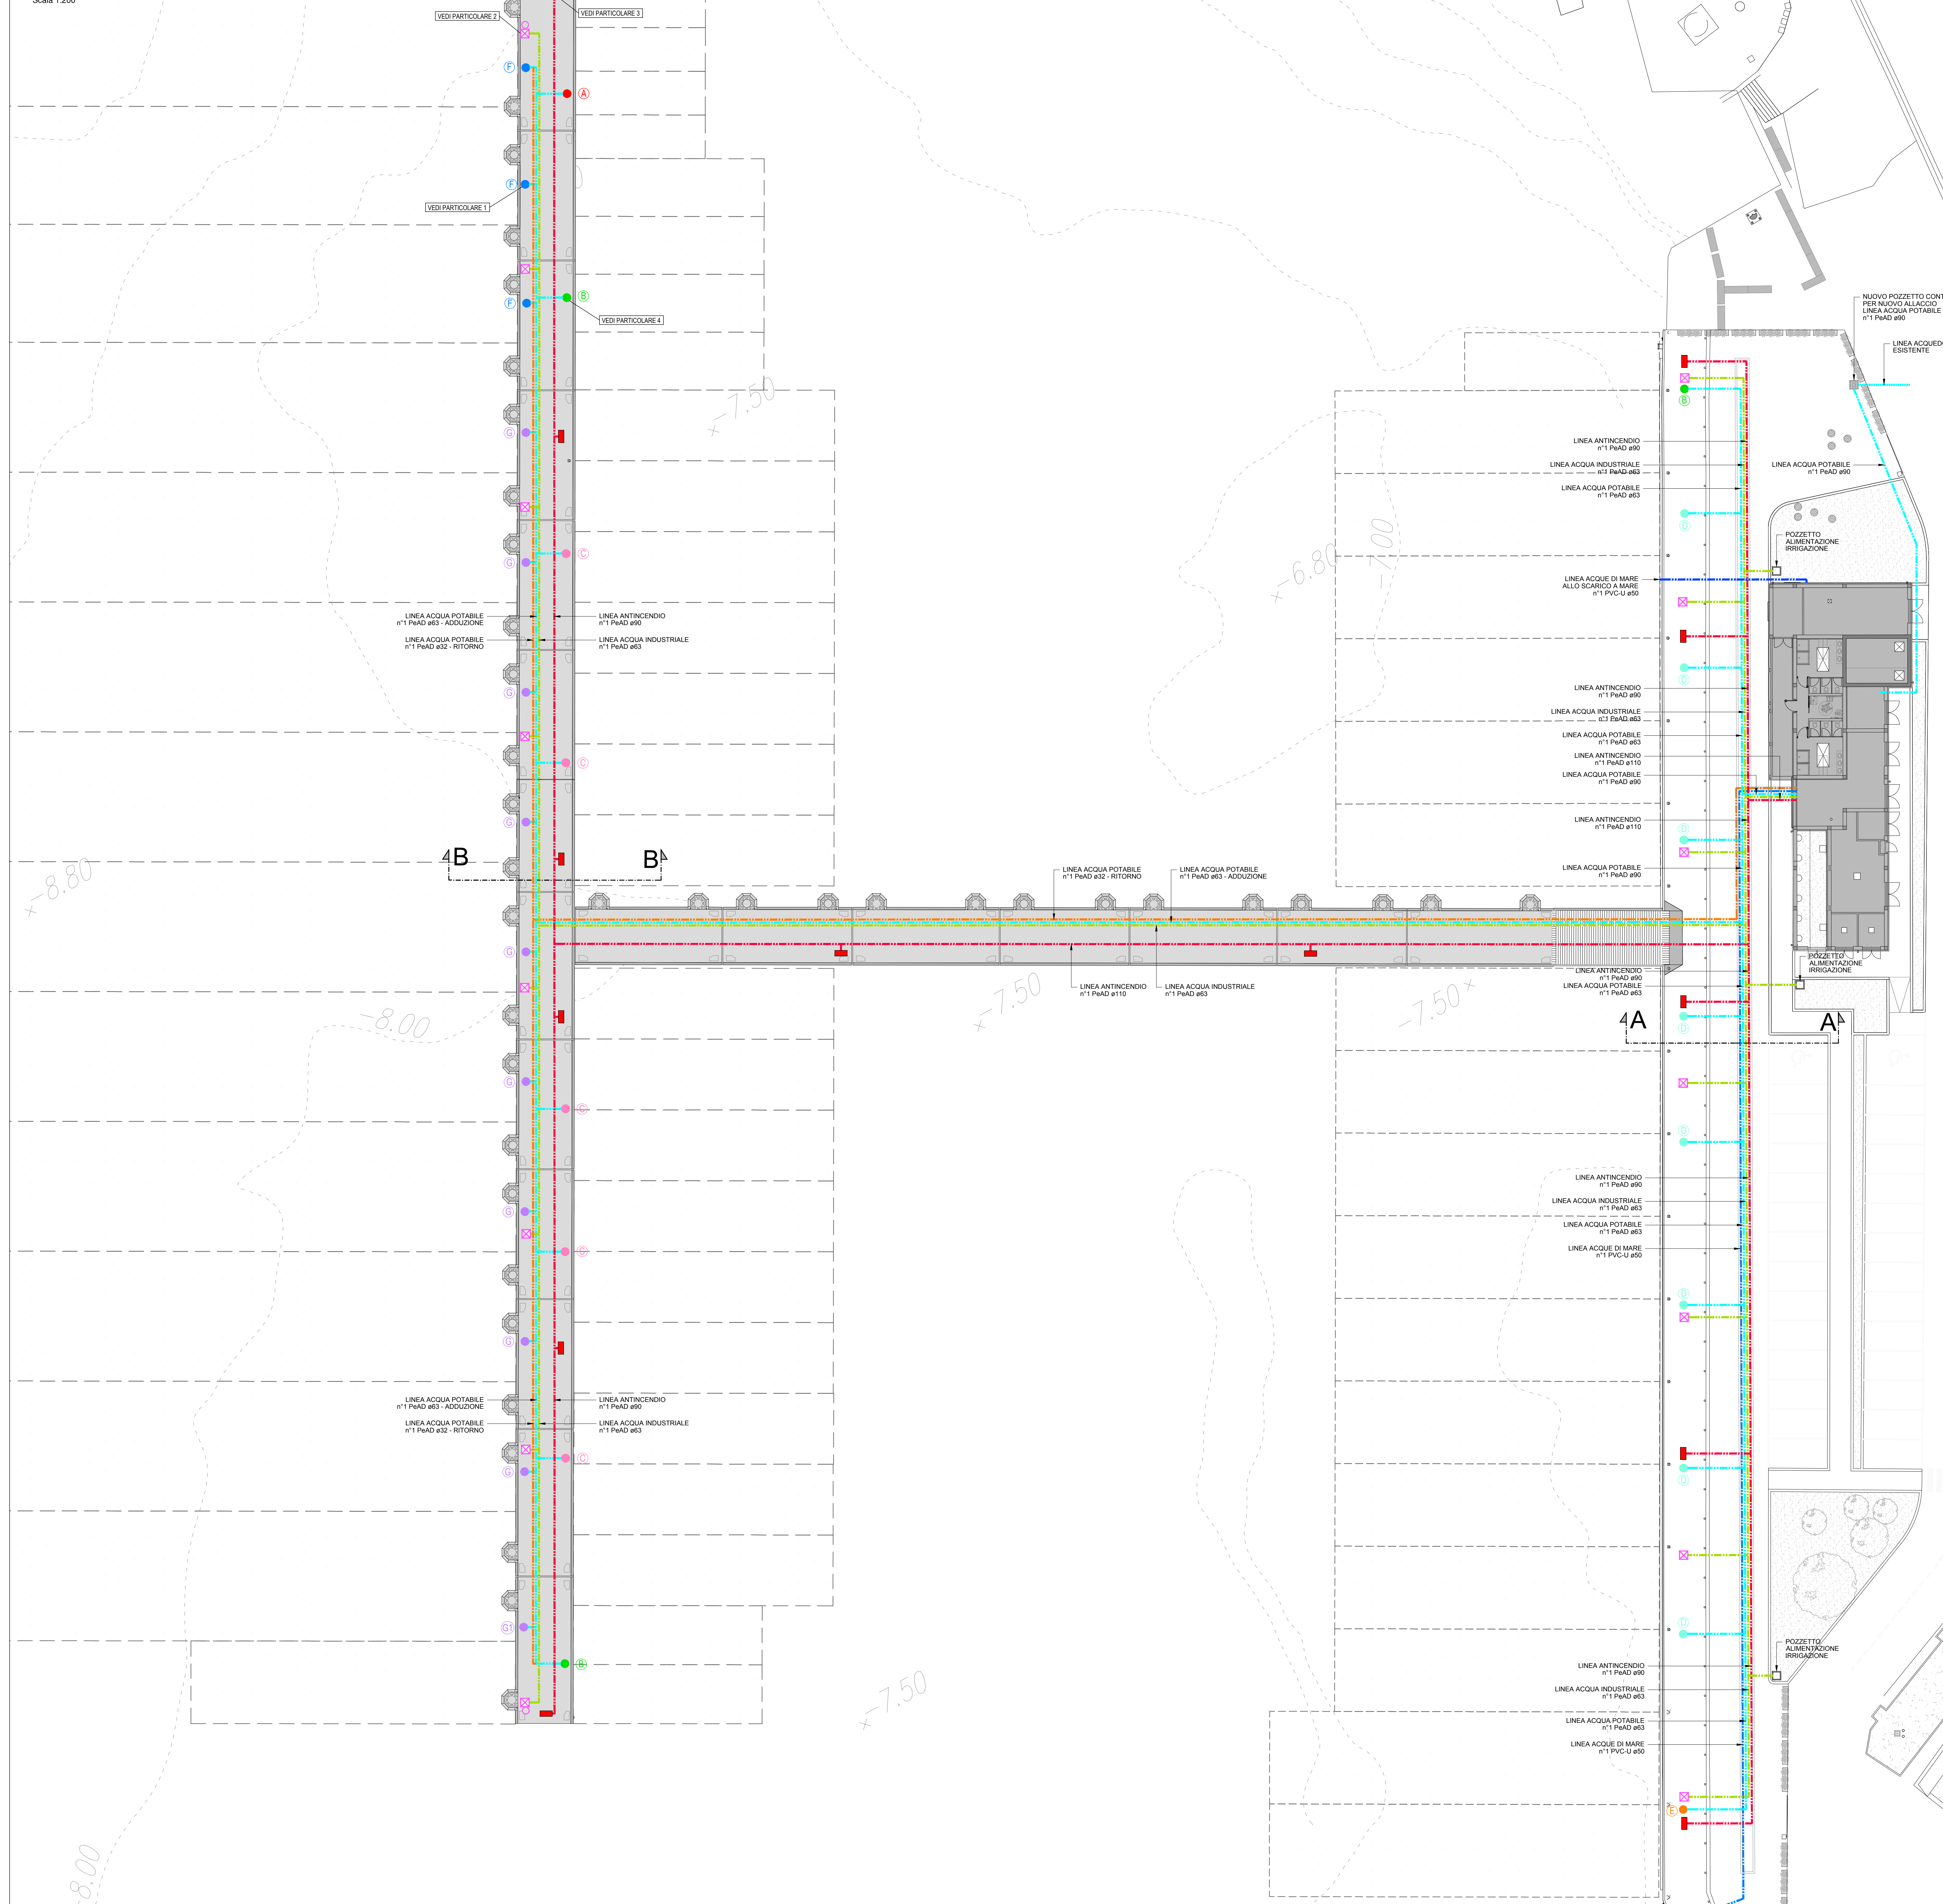 Scala 1:200
VEDI PARTICOLARE 2
VEDI PARTICOLARE 3
F
A
F
VEDI PARTICOLARE 1
F
B
VEDI PARTICOLARE 4
NUOVO POZZETTO CONT
PER NUOVO ALLACCIO
LINEA ACQUA POTABILE
n°1 PeAD ø90
LINEA ACQUED
ESISTENTE
-7.50
B
G
LINEA ANTINCENDIO
n°1 PeAD ø90
LINEA ACQUA INDUSTRIALE
n°1 PeAD ø63
LINEA ACQUA POTABILE
n°1 PeAD ø63
LINEA ACQUA POTABILE
n°1 PeAD ø90
D
POZZETTO
ALIMENTAZIONE
IRRIGAZIONE
-6.80
-7.00
C
G
LINEA ACQUE DI MARE
ALLO SCARICO A MARE
n°1 PVC-U ø50
LINEA ACQUA POTABILE
n°1 PeAD ø63 - ADDUZIONE
LINEA ACQUA POTABILE
n°1 PeAD ø32 - RITORNO
LINEA ANTINCENDIO
n°1 PeAD ø90
LINEA ACQUA INDUSTRIALE
n°1 PeAD ø63
D
G
LINEA ANTINCENDIO
n°1 PeAD ø90
LINEA ACQUA INDUSTRIALE
n°1 PeAD ø63
LINEA ACQUA POTABILE
n°1 PeAD ø63
LINEA ANTINCENDIO
n°1 PeAD ø110
LINEA ACQUA POTABILE
n°1 PeAD ø90
C
G
LINEA ANTINCENDIO
n°1 PeAD ø110
D
B
B
-8.80
LINEA ACQUA POTABILE
n°1 PeAD ø32 - RITORNO
LINEA ACQUA POTABILE
n°1 PeAD ø63 - ADDUZIONE
LINEA ACQUA POTABILE
n°1 PeAD ø90
G
LINEA ANTINCENDIO
n°1 PeAD ø110
LINEA ACQUA INDUSTRIALE
n°1 PeAD ø63
LINEA ANTINCENDIO
n°1 PeAD ø90
LINEA ACQUA POTABILE
n°1 PeAD ø63
POZZETTO
ALIMENTAZIONE
IRRIGAZIONE
-8.00
-7.50
-7.50
A
A
D
G
C
D
G
C
LINEA ANTINCENDIO
n°1 PeAD ø90
LINEA ACQUA INDUSTRIALE
n°1 PeAD ø63
LINEA ACQUA POTABILE
n°1 PeAD ø63
LINEA ACQUE DI MARE
n°1 PVC-U ø50
D
G
LINEA ACQUA POTABILE
n°1 PeAD ø63 - ADDUZIONE
LINEA ACQUA POTABILE
n°1 PeAD ø32 - RITORNO
LINEA ANTINCENDIO
n°1 PeAD ø90
LINEA ACQUA INDUSTRIALE
n°1 PeAD ø63
C
G
D
G1
D
B
POZZETTO
ALIMENTAZIONE
IRRIGAZIONE
LINEA ANTINCENDIO
n°1 PeAD ø90
LINEA ACQUA INDUSTRIALE
n°1 PeAD ø63
LINEA ACQUA POTABILE
n°1 PeAD ø63
LINEA ACQUE DI MARE
n°1 PVC-U ø50
-7.50
E
8.00